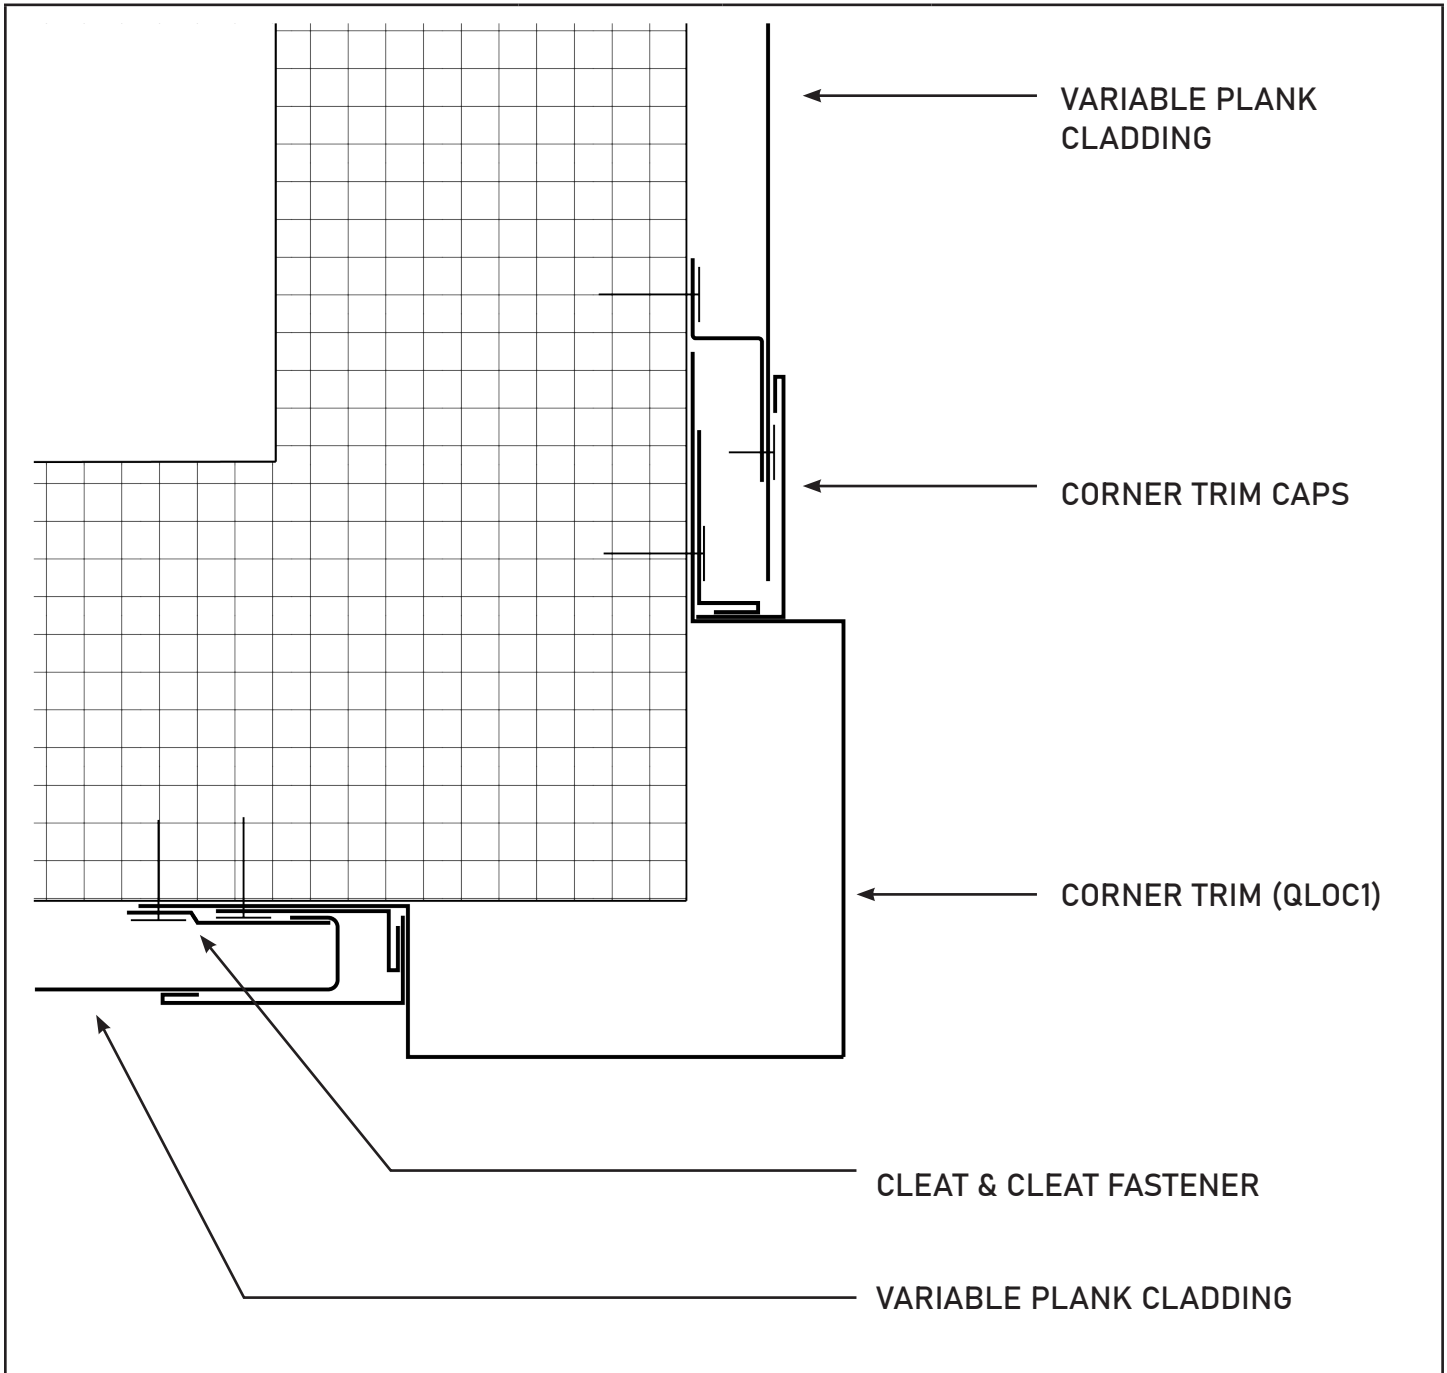 VARIABLE PLANK
CLADDING
CORNER TRIM CAPS
CORNER TRIM (QLOC1)
CLEAT & CLEAT FASTENER
VARIABLE PLANK CLADDING